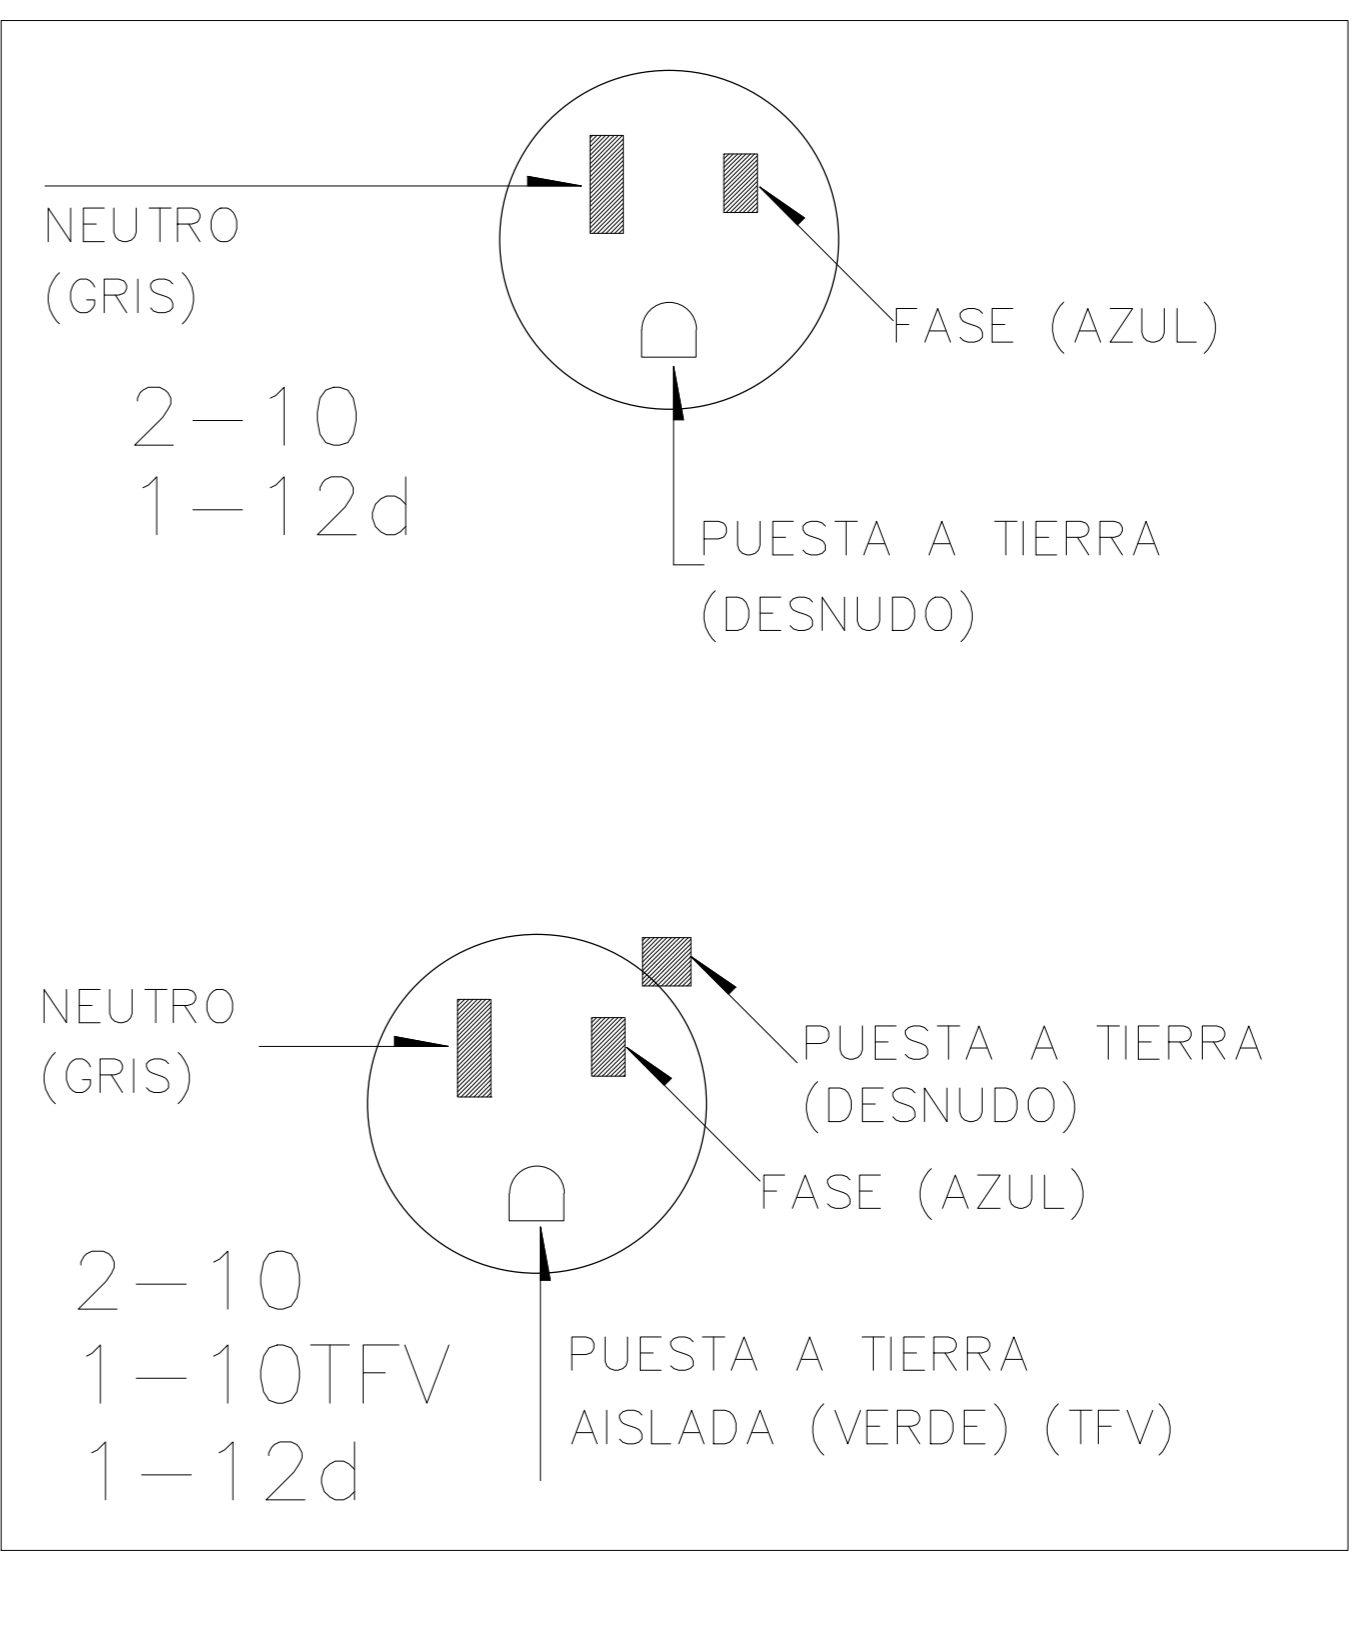 NEUTRO
(GRIS)
FASE (AZUL)
2-10
1-12d
PUESTA A TIERRA
(DESNUDO)
NEUTRO
(GRIS)
PUESTA A TIERRA
(DESNUDO)
FASE (AZUL)
2-10
1-10TFV
1-12d
PUESTA A TIERRA
AISLADA (VERDE) (TFV)